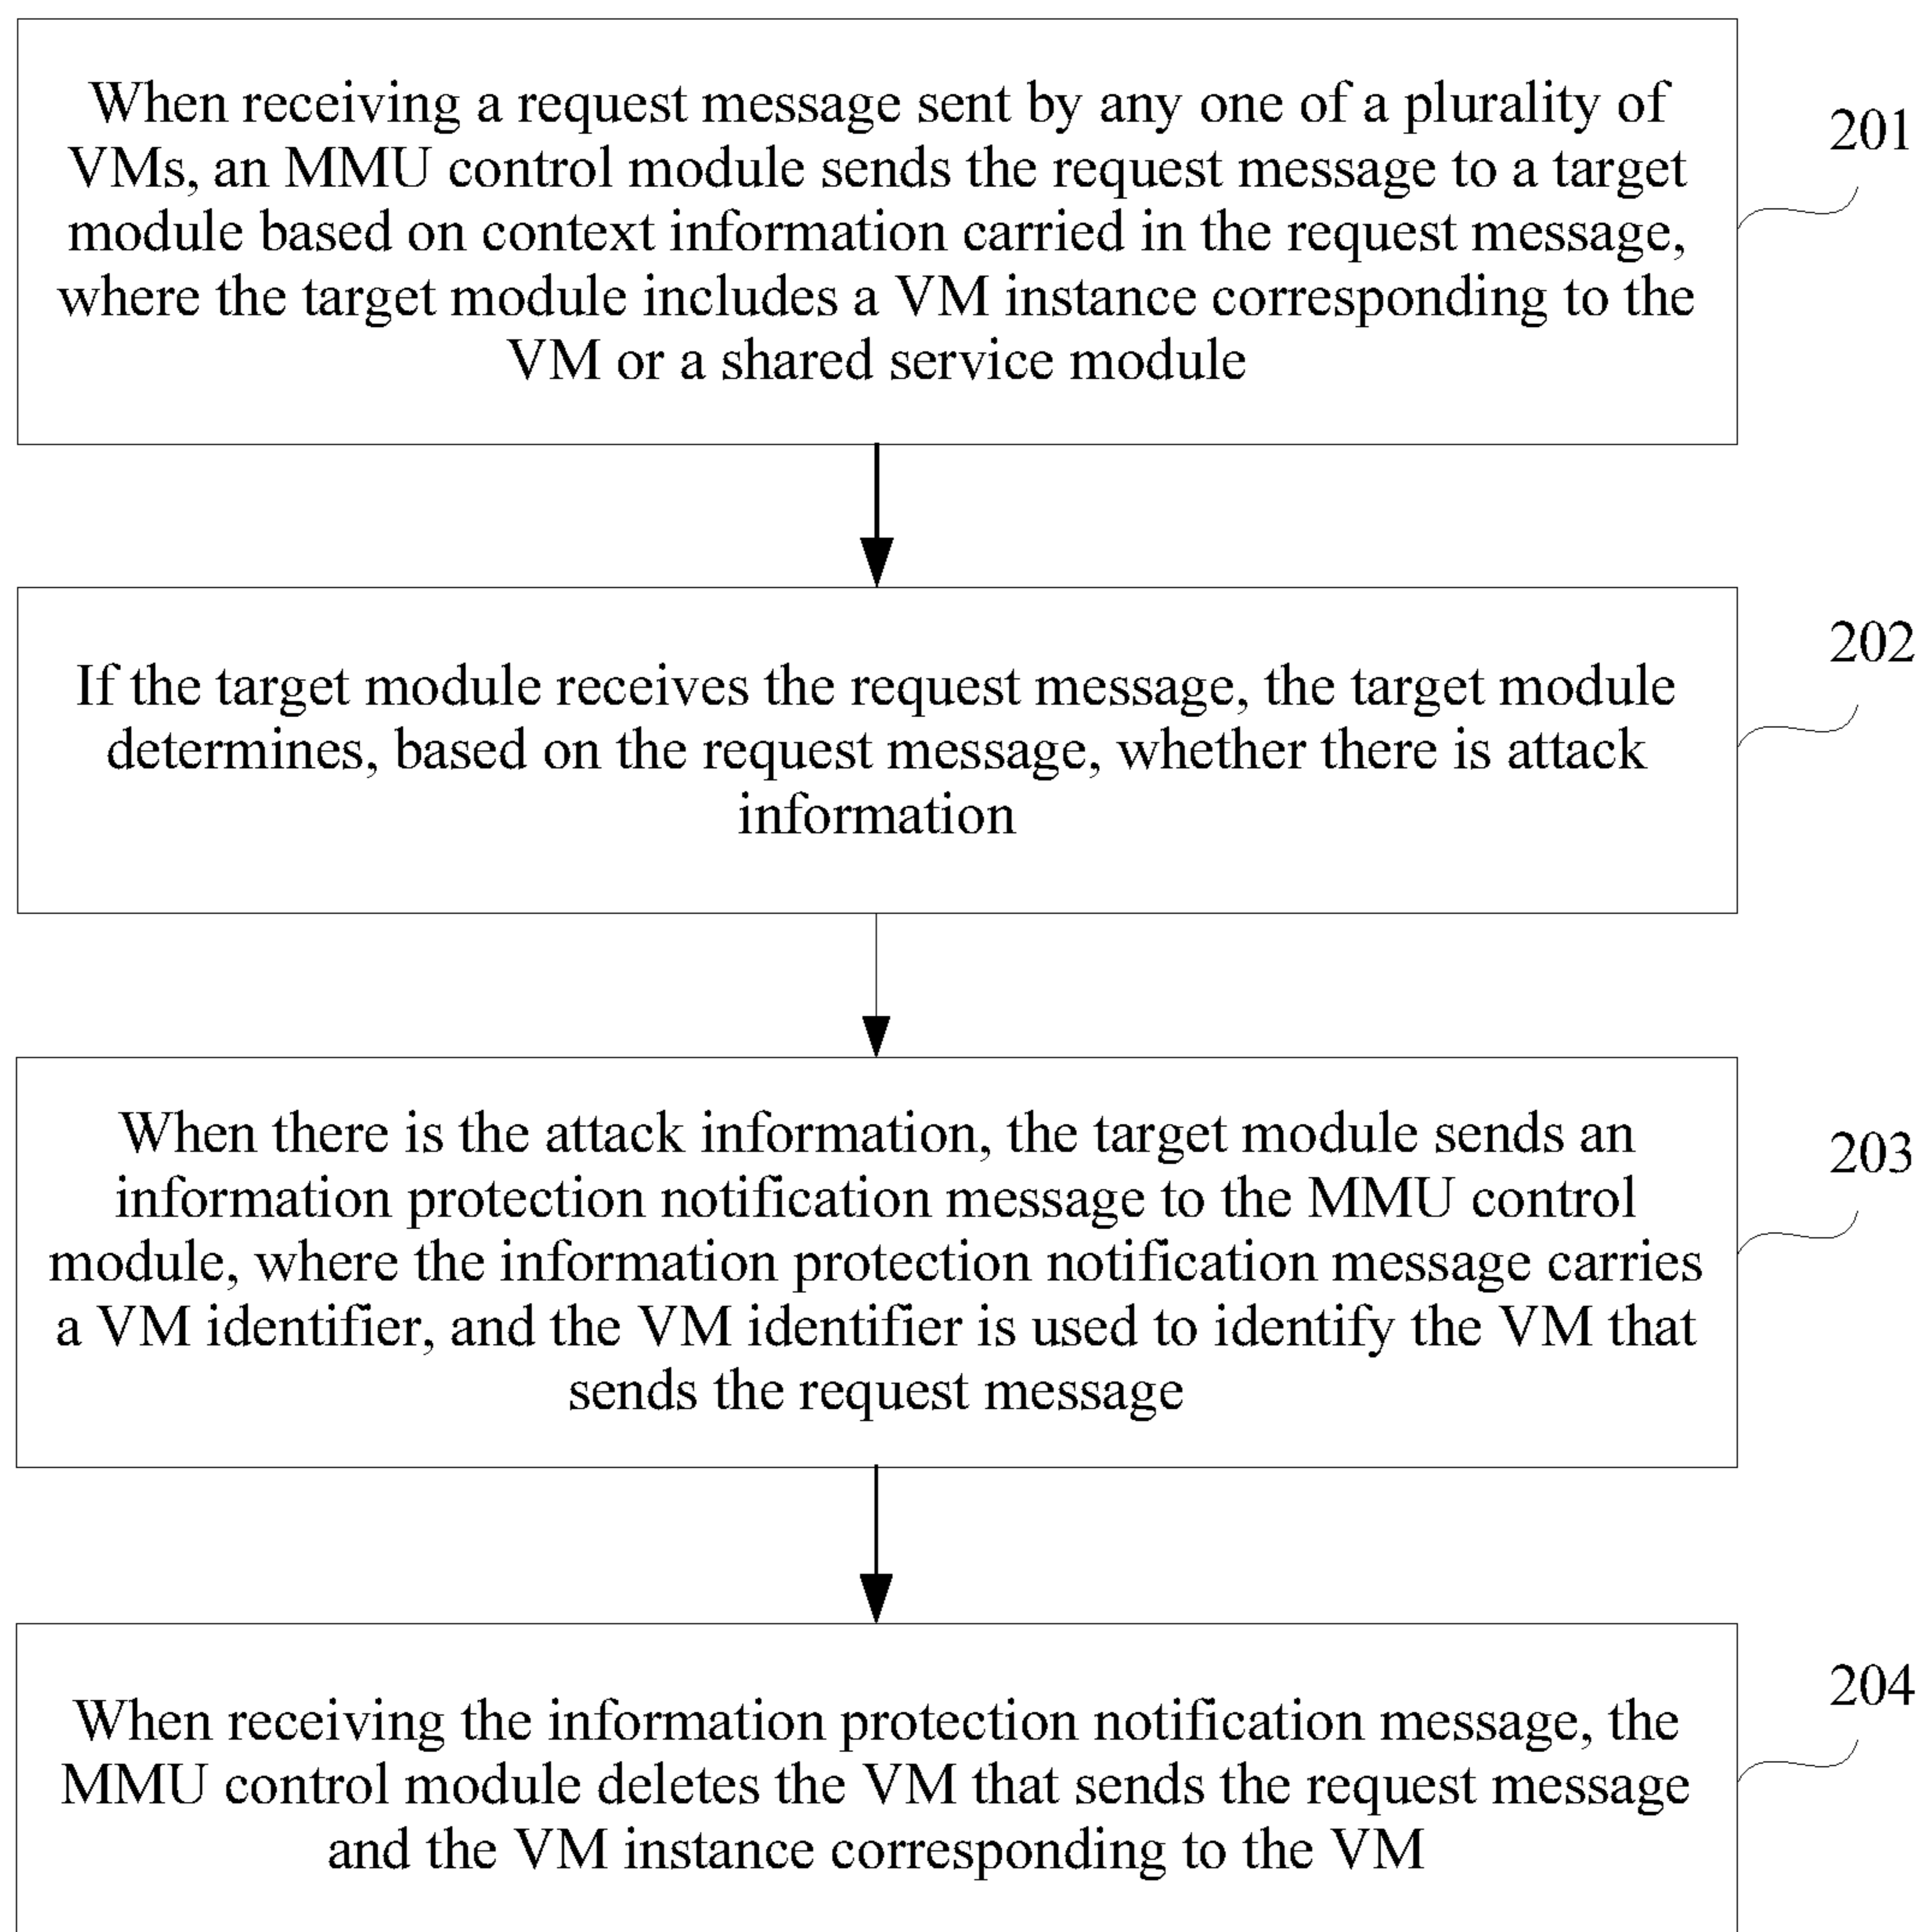 When receiving a request message sent by any one of a plurality of
VMs, an MMU control module sends the request message to a target
module based on context information carried in the request message,
where the target module includes a VM instance corresponding to the
VM or a shared service module
201
If the target module receives the request message, the target module
determines, based on the request message, whether there is attack
information
202
When there is the attack information, the target module sends an
information protection notification message to the MMU control
module, where the information protection notification message carries
a VM identifier, and the VM identifier is used to identify the VM that
sends the request message
203
When receiving the information protection notification message, the
MMU control module deletes the VM that sends the request message
and the VM instance corresponding to the VM
204